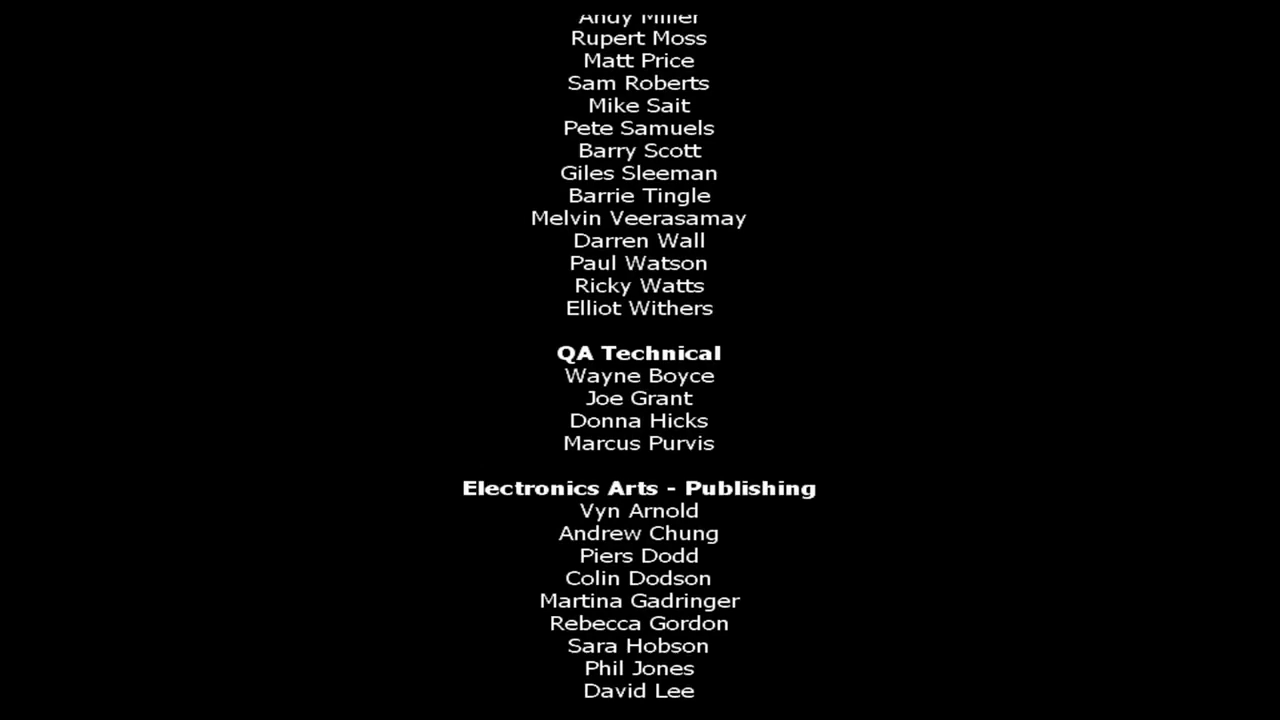 Andy Miller
Rupert Moss
Matt Price
Sam Roberts
Mike Sait
Pete Samuels
Barry Scott
Giles Sleeman
Barrie Tingle
Melvin Veerasamay
Darren Wall
Paul Watson
Ricky Watts
Elliot Withers
QA Technical
Wayne Boyce
Joe Grant
Donna Hicks
Marcus Purvis
Electronics Arts - Publishing
Vyn Arnold
Andrew Chung
Piers Dodd
Colin Dodson
Martina Gadringer
Rebecca Gordon
Sara Hobson
Phil Jones
David Lee